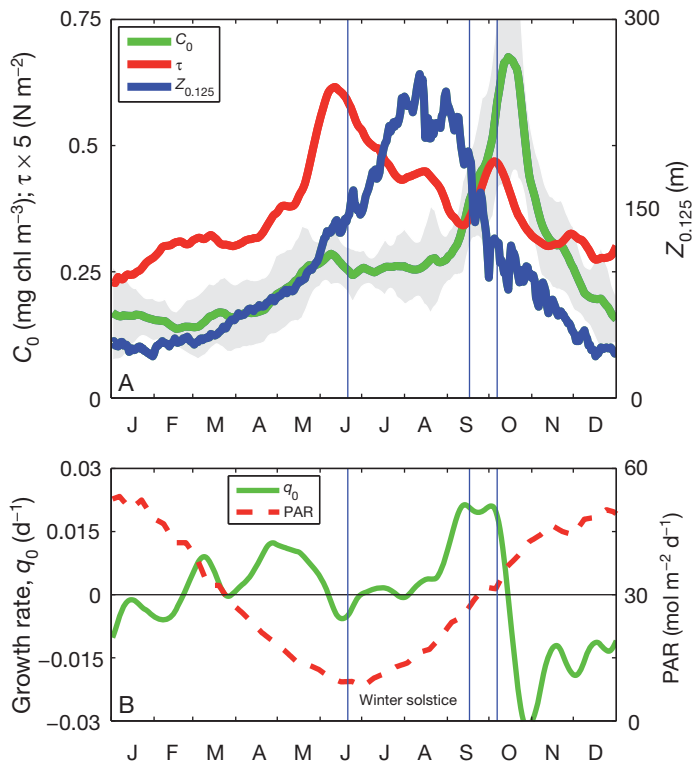 0.75
0.5
0.25
0
C₀ (mg chl m⁻³); τ × 5 (N m⁻²)
C₀
τ
Z₀.₁₂₅
300
150
0
Z₀.₁₂₅ (m)
A
J F M A M J J A S O N D
0.03
0.015
0
−0.015
−0.03
Growth rate, q₀ (d⁻¹)
q₀
PAR
60
30
0
PAR (mol m⁻² d⁻¹)
Winter solstice
B
J F M A M J J A S O N D